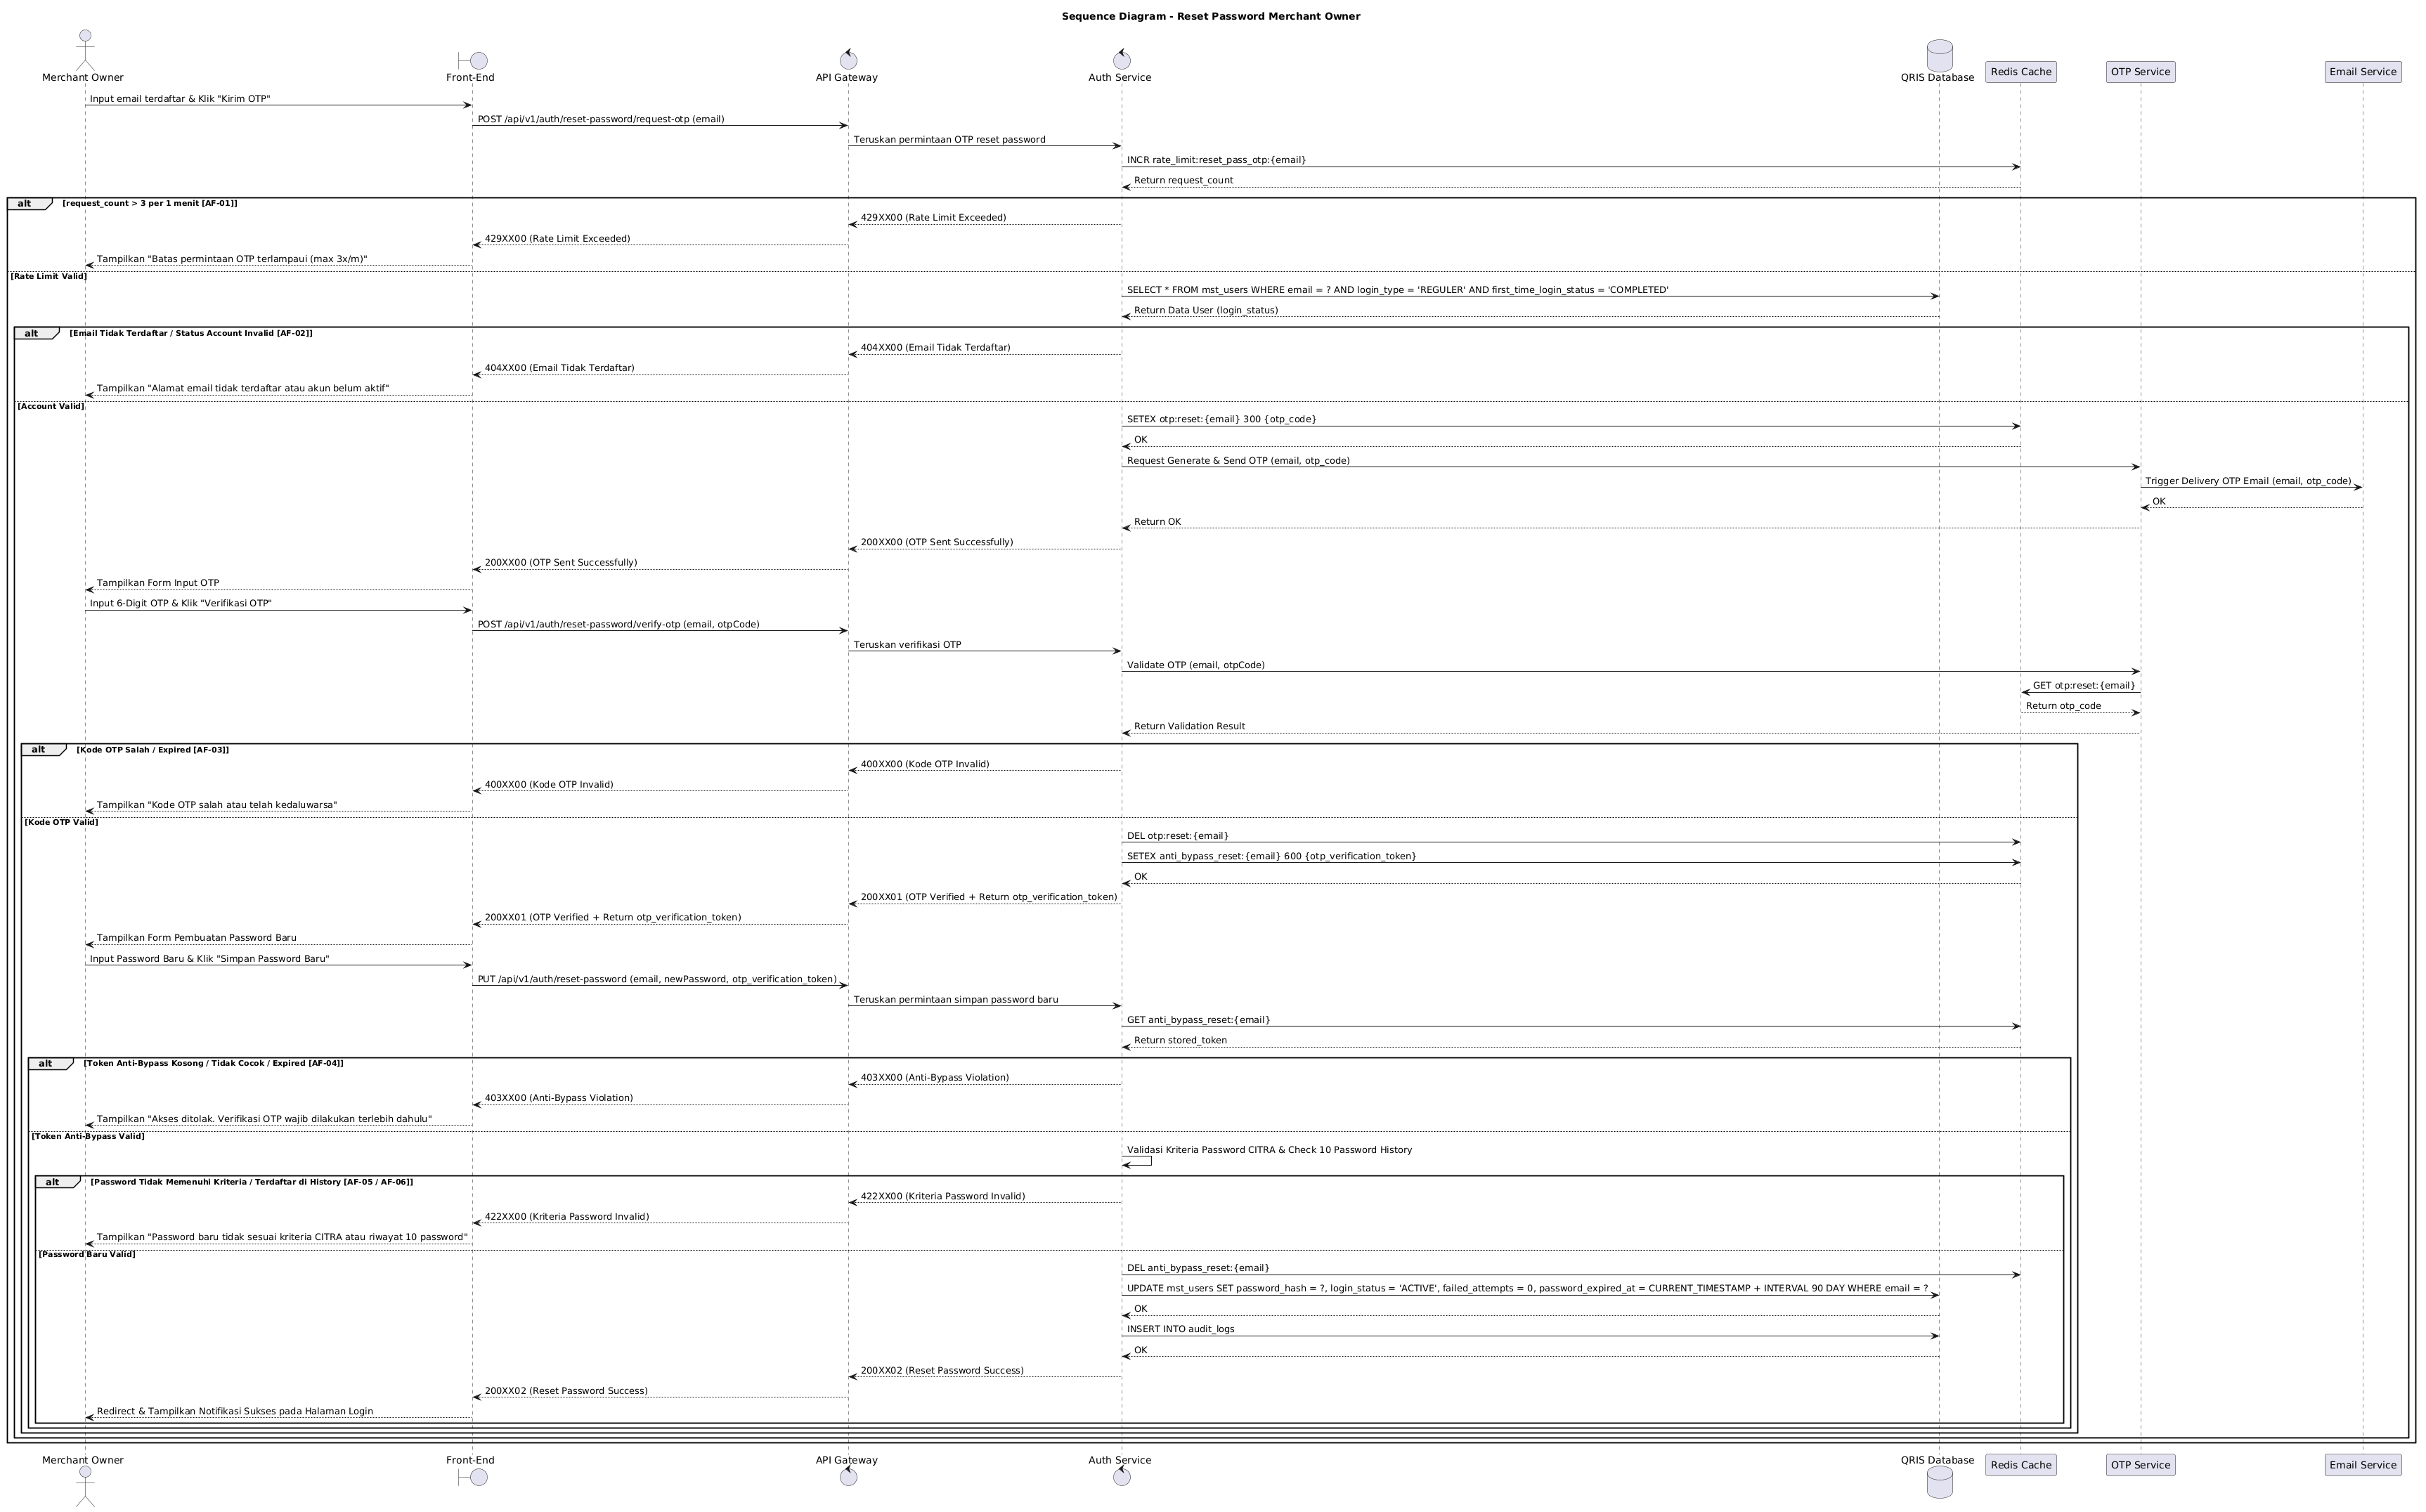 Sequence Diagram - Reset Password Merchant Owner
Merchant Owner
Front-End
API Gateway
Auth Service
QRIS Database
Redis Cache
OTP Service
Email Service
Input email terdaftar & Klik "Kirim OTP"
POST /api/v1/auth/reset-password/request-otp (email)
Teruskan permintaan OTP reset password
INCR rate_limit:reset_pass_otp:{email}
Return request_count
alt [request_count > 3 per 1 menit [AF-01]]
429XX00 (Rate Limit Exceeded)
429XX00 (Rate Limit Exceeded)
Tampilkan "Batas permintaan OTP terlampaui (max 3x/m)"
[Rate Limit Valid]
SELECT * FROM mst_users WHERE email = ? AND login_type = 'REGULER' AND first_time_login_status = 'COMPLETED'
Return Data User (login_status)
alt [Email Tidak Terdaftar / Status Account Invalid [AF-02]]
404XX00 (Email Tidak Terdaftar)
404XX00 (Email Tidak Terdaftar)
Tampilkan "Alamat email tidak terdaftar atau akun belum aktif"
[Account Valid]
SETEX otp:reset:{email} 300 {otp_code}
OK
Request Generate & Send OTP (email, otp_code)
Trigger Delivery OTP Email (email, otp_code)
OK
Return OK
200XX00 (OTP Sent Successfully)
200XX00 (OTP Sent Successfully)
Tampilkan Form Input OTP
Input 6-Digit OTP & Klik "Verifikasi OTP"
POST /api/v1/auth/reset-password/verify-otp (email, otpCode)
Teruskan verifikasi OTP
Validate OTP (email, otpCode)
GET otp:reset:{email}
Return otp_code
Return Validation Result
alt [Kode OTP Salah / Expired [AF-03]]
400XX00 (Kode OTP Invalid)
400XX00 (Kode OTP Invalid)
Tampilkan "Kode OTP salah atau telah kedaluwarsa"
[Kode OTP Valid]
DEL otp:reset:{email}
SETEX anti_bypass_reset:{email} 600 {otp_verification_token}
OK
200XX01 (OTP Verified + Return otp_verification_token)
200XX01 (OTP Verified + Return otp_verification_token)
Tampilkan Form Pembuatan Password Baru
Input Password Baru & Klik "Simpan Password Baru"
PUT /api/v1/auth/reset-password (email, newPassword, otp_verification_token)
Teruskan permintaan simpan password baru
GET anti_bypass_reset:{email}
Return stored_token
alt [Token Anti-Bypass Kosong / Tidak Cocok / Expired [AF-04]]
403XX00 (Anti-Bypass Violation)
403XX00 (Anti-Bypass Violation)
Tampilkan "Akses ditolak. Verifikasi OTP wajib dilakukan terlebih dahulu"
[Token Anti-Bypass Valid]
Validasi Kriteria Password CITRA & Check 10 Password History
alt [Password Tidak Memenuhi Kriteria / Terdaftar di History [AF-05 / AF-06]]
422XX00 (Kriteria Password Invalid)
422XX00 (Kriteria Password Invalid)
Tampilkan "Password baru tidak sesuai kriteria CITRA atau riwayat 10 password"
[Password Baru Valid]
DEL anti_bypass_reset:{email}
UPDATE mst_users SET password_hash = ?, login_status = 'ACTIVE', failed_attempts = 0, password_expired_at = CURRENT_TIMESTAMP + INTERVAL 90 DAY WHERE email = ?
OK
INSERT INTO audit_logs
OK
200XX02 (Reset Password Success)
200XX02 (Reset Password Success)
Redirect & Tampilkan Notifikasi Sukses pada Halaman Login
Merchant Owner
Front-End
API Gateway
Auth Service
QRIS Database
Redis Cache
OTP Service
Email Service